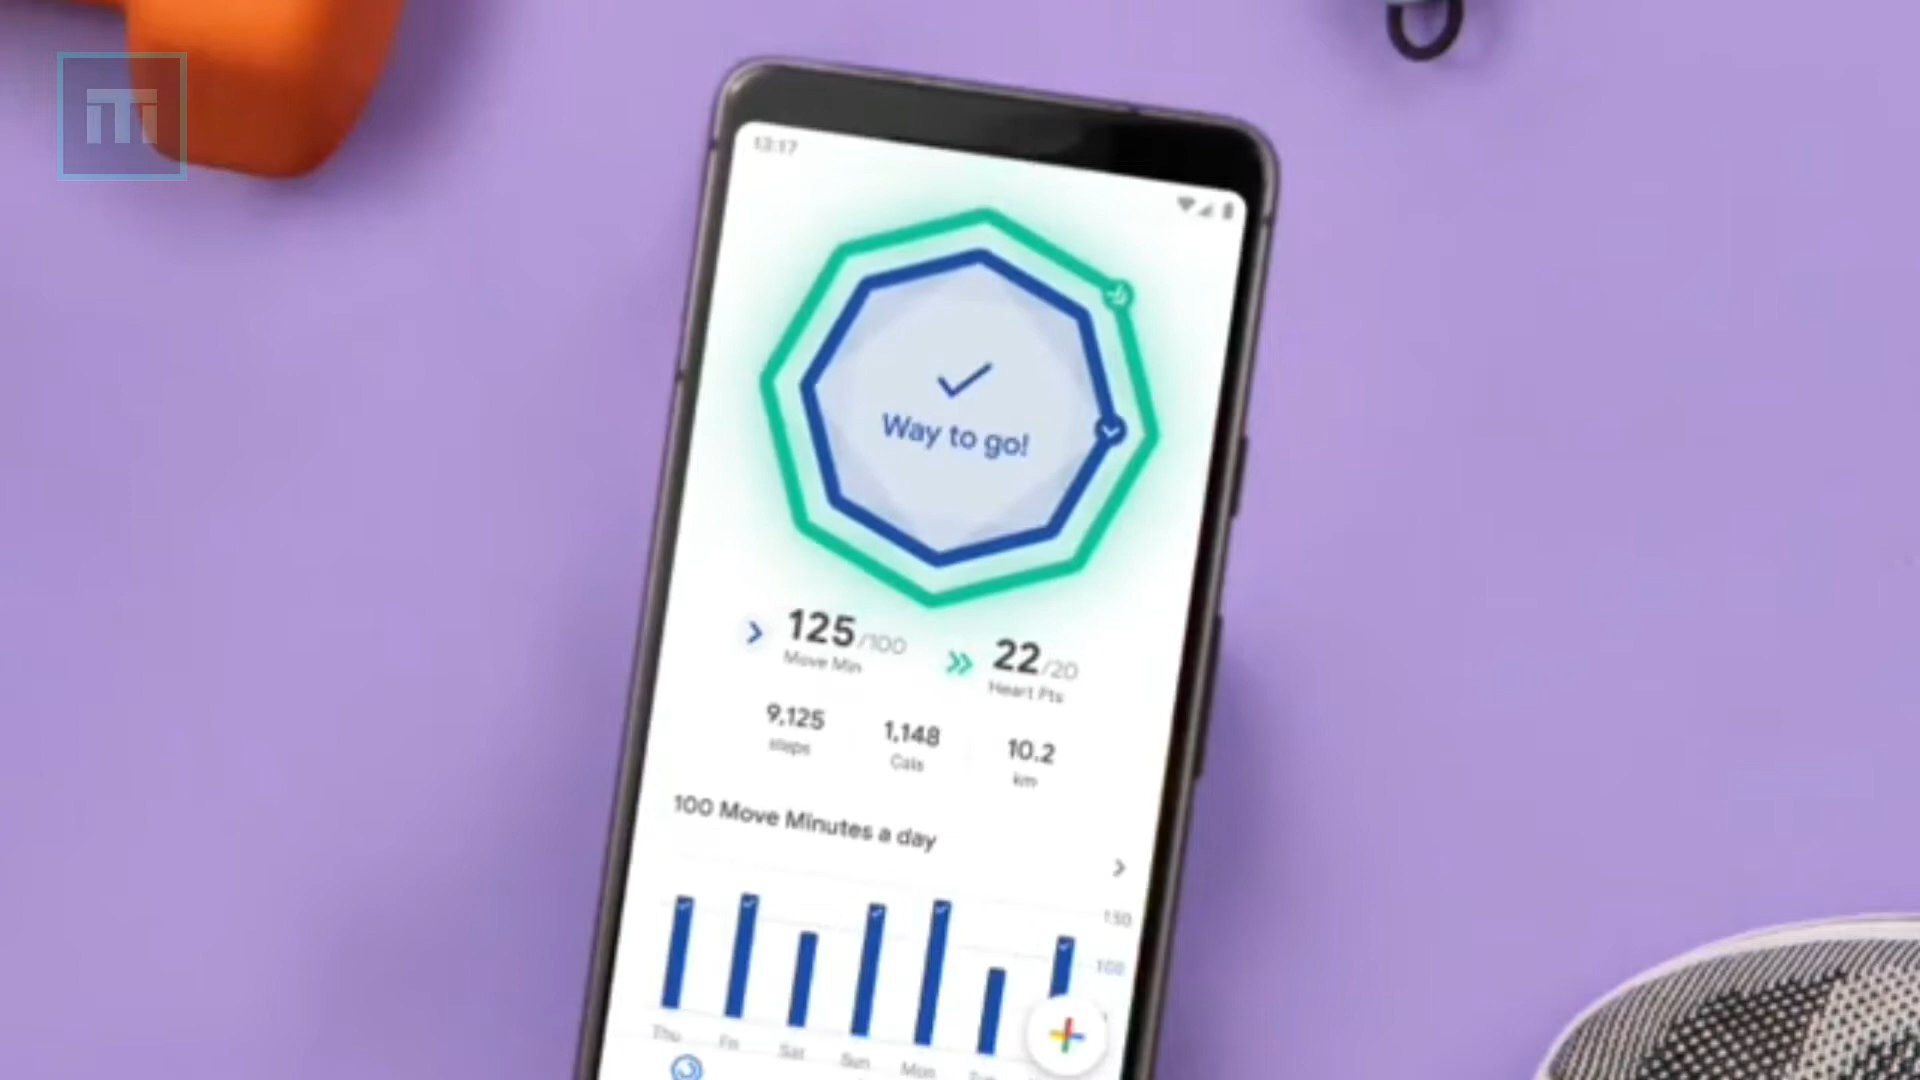 iTi
13:17
Way to go!
125/100
Move Min
22/20
Heart Pts
9,125
steps
1,148
Cals
10.2
km
100 Move Minutes a day
150
100
Thu Fri Sat Sun Mon